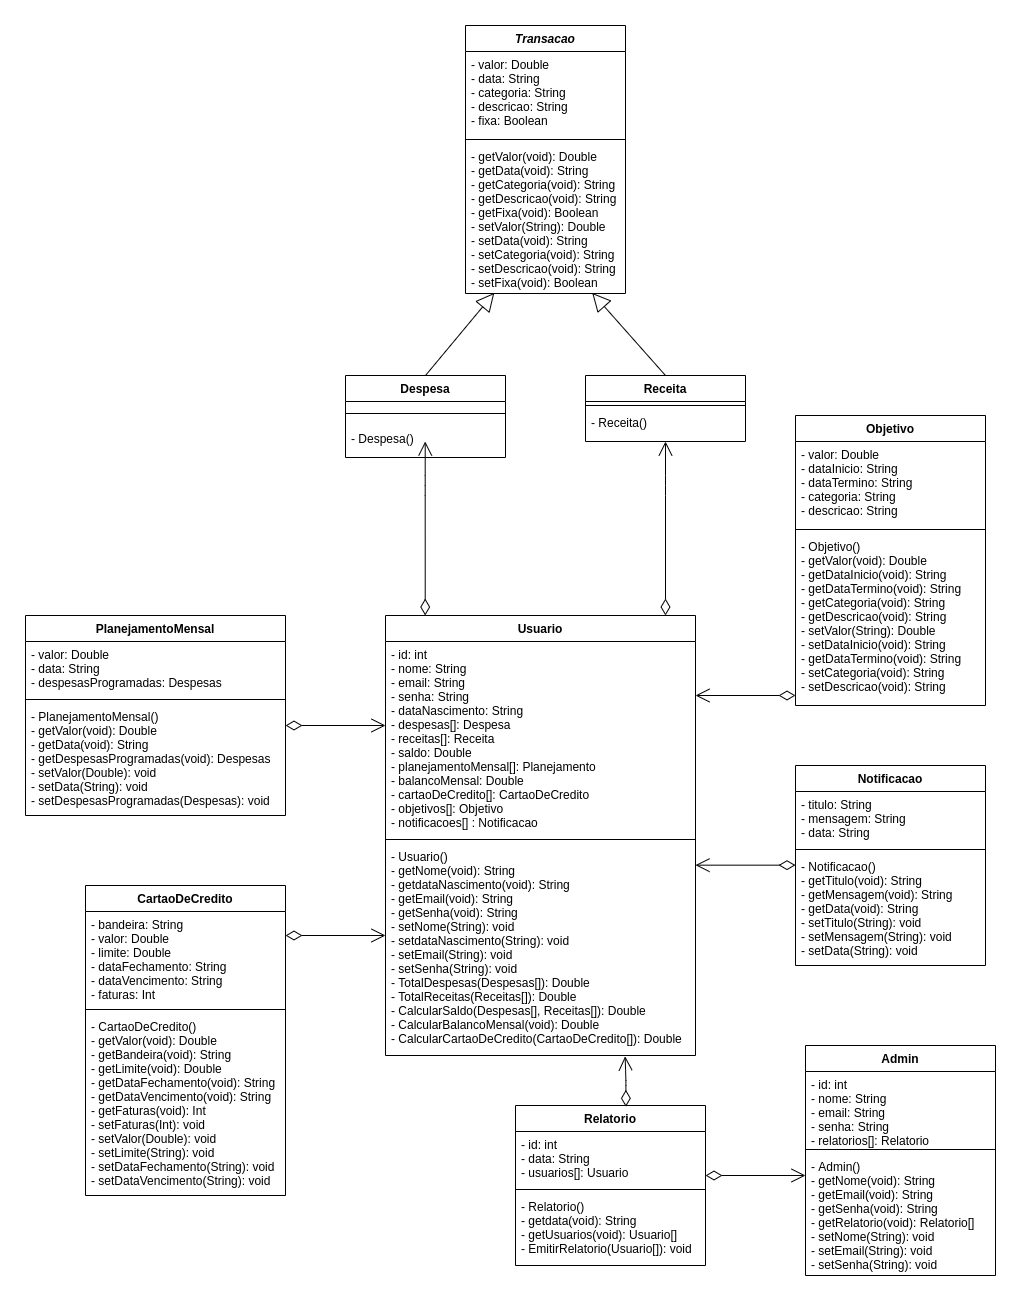 Transacao
- valor: Double
- data: String
- categoria: String
- descricao: String
- fixa: Boolean
- getValor(void): Double
- getData(void): String
- getCategoria(void): String
- getDescricao(void): String
- getFixa(void): Boolean
- setValor(String): Double
- setData(void): String
- setCategoria(void): String
- setDescricao(void): String
- setFixa(void): Boolean
Despesa
- Despesa()
Receita
- Receita()
Objetivo
- valor: Double
- dataInicio: String
- dataTermino: String
- categoria: String
- descricao: String
- Objetivo()
- getValor(void): Double
- getDataInicio(void): String
- getDataTermino(void): String
- getCategoria(void): String
- getDescricao(void): String
- setValor(String): Double
- setDataInicio(void): String
- getDataTermino(void): String
- setCategoria(void): String
- setDescricao(void): String
PlanejamentoMensal
- valor: Double
- data: String
- despesasProgramadas: Despesas
- PlanejamentoMensal()
- getValor(void): Double
- getData(void): String
- getDespesasProgramadas(void): Despesas
- setValor(Double): void
- setData(String): void
- setDespesasProgramadas(Despesas): void
Usuario
- id: int
- nome: String
- email: String
- senha: String
- dataNascimento: String
- despesas[]: Despesa
- receitas[]: Receita
- saldo: Double
- planejamentoMensal[]: Planejamento
- balancoMensal: Double
- cartaoDeCredito[]: CartaoDeCredito
- objetivos[]: Objetivo
- notificacoes[] : Notificacao
- Usuario()
- getNome(void): String
- getdataNascimento(void): String
- getEmail(void): String
- getSenha(void): String
- setNome(String): void
- setdataNascimento(String): void
- setEmail(String): void
- setSenha(String): void
- TotalDespesas(Despesas[]): Double
- TotalReceitas(Receitas[]): Double
- CalcularSaldo(Despesas[], Receitas[]): Double
- CalcularBalancoMensal(void): Double
- CalcularCartaoDeCredito(CartaoDeCredito[]): Double
Notificacao
- titulo: String
- mensagem: String
- data: String
- Notificacao()
- getTitulo(void): String
- getMensagem(void): String
- getData(void): String
- setTitulo(String): void
- setMensagem(String): void
- setData(String): void
CartaoDeCredito
- bandeira: String
- valor: Double
- limite: Double
- dataFechamento: String
- dataVencimento: String
- faturas: Int
- CartaoDeCredito()
- getValor(void): Double
- getBandeira(void): String
- getLimite(void): Double
- getDataFechamento(void): String
- getDataVencimento(void): String
- getFaturas(void): Int
- setFaturas(Int): void
- setValor(Double): void
- setLimite(String): void
- setDataFechamento(String): void
- setDataVencimento(String): void
Relatorio
- id: int
- data: String
- usuarios[]: Usuario
- Relatorio()
- getdata(void): String
- getUsuarios(void): Usuario[]
- EmitirRelatorio(Usuario[]): void
Admin
- id: int
- nome: String
- email: String
- senha: String
- relatorios[]: Relatorio
- Admin()
- getNome(void): String
- getEmail(void): String
- getSenha(void): String
- getRelatorio(void): Relatorio[]
- setNome(String): void
- setEmail(String): void
- setSenha(String): void